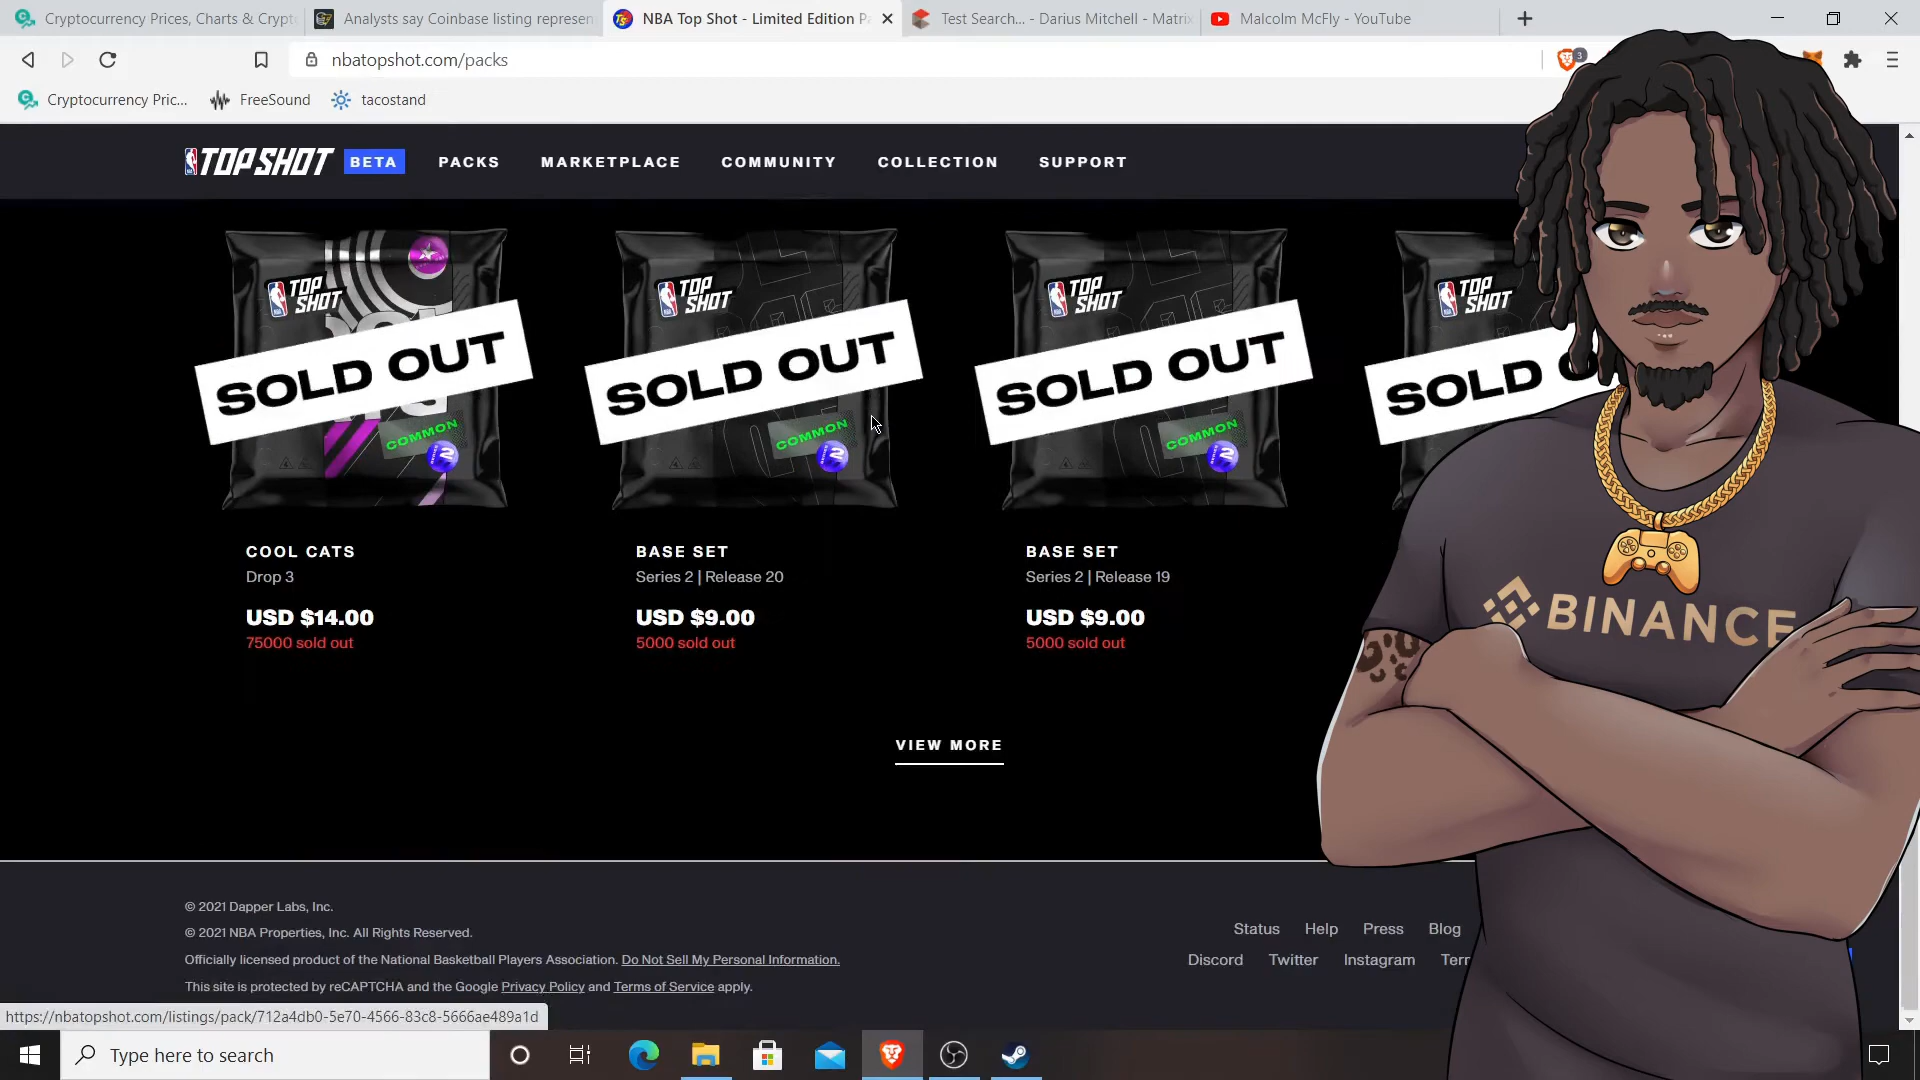 Cryptocurrency Prices, Charts & Crypt
Analysts say Coinbase listing represen
NBA Top Shot - Limited Edition P
Test Search... - Darius Mitchell - Matrix
Malcolm McFly - YouTube
nbatopshot.com/packs
3
Cryptocurrency Pric...
FreeSound
tacostand
TOP SHOT BETA
PACKS
MARKETPLACE
COMMUNITY
COLLECTION
SUPPORT
TOP SHOT
TOP SHOT
TOP SHOT
TOP SHOT
SOLD OUT
SOLD OUT
SOLD OUT
SOLD O
COMMON
COMMON
COMMON
2
2
2
COOL CATS
BASE SET
BASE SET
Drop 3
Series 2 | Release 20
Series 2 | Release 19
USD $14.00
USD $9.00
USD $9.00
75000 sold out
5000 sold out
5000 sold out
BINANCE
VIEW MORE
© 2021 Dapper Labs, Inc.
© 2021 NBA Properties, Inc. All Rights Reserved.
Officially licensed product of the National Basketball Players Association. Do Not Sell My Personal Information.
This site is protected by reCAPTCHA and the Google Privacy Policy and Terms of Service apply.
Status Help Press Blog
Discord Twitter Instagram Terr
https://nbatopshot.com/listings/pack/712a4db0-5e70-4566-83c8-5666ae489a1d
Type here to search